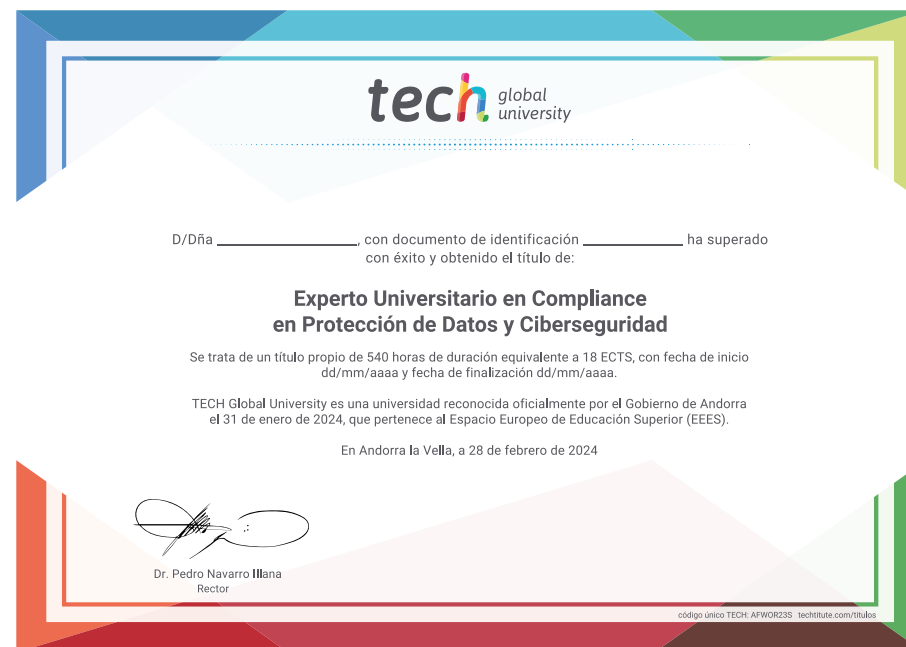 tech global
university
D/Dña ____________________, con documento de identificación ______________ ha superado
con éxito y obtenido el título de:
Experto Universitario en Compliance
en Protección de Datos y Ciberseguridad
Se trata de un título propio de 540 horas de duración equivalente a 18 ECTS, con fecha de inicio
dd/mm/aaaa y fecha de finalización dd/mm/aaaa.
TECH Global University es una universidad reconocida oficialmente por el Gobierno de Andorra
el 31 de enero de 2024, que pertenece al Espacio Europeo de Educación Superior (EEES).
En Andorra la Vella, a 28 de febrero de 2024
Dr. Pedro Navarro Illana
Rector
código único TECH: AFWOR23S techtitute.com/titulos